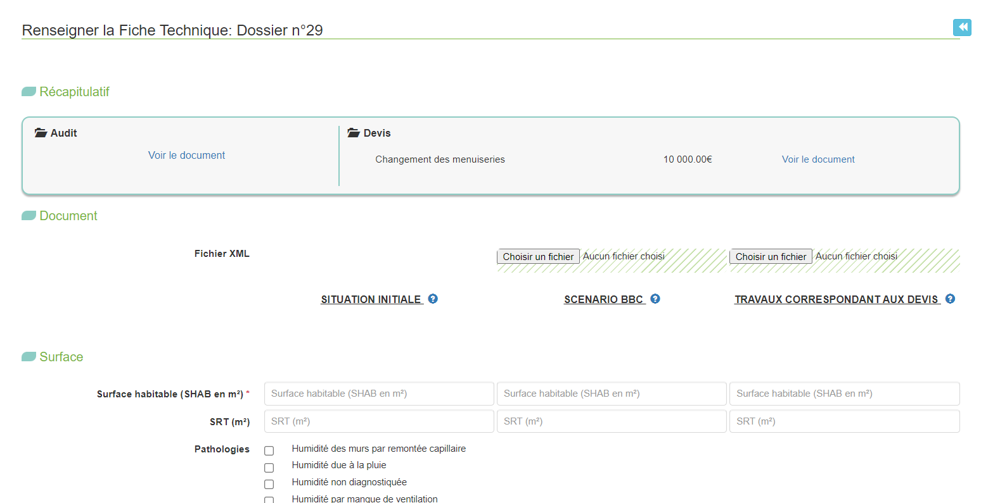 Renseigner la Fiche Technique: Dossier n°29
Récapitulatif
Audit
Voir le document
Devis
Changement des menuiseries 10 000.00€ Voir le document
Document
Fichier XML Choisir un fichier Aucun fichier choisi Choisir un fichier Aucun fichier choisi
SITUATION INITIALE ? SCENARIO BBC ? TRAVAUX CORRESPONDANT AUX DEVIS ?
Surface
Surface habitable (SHAB en m²) * Surface habitable (SHAB en m²) Surface habitable (SHAB en m²) Surface habitable (SHAB en m²)
SRT (m²) SRT (m²) SRT (m²) SRT (m²)
Pathologies Humidité des murs par remontée capillaire
Humidité due à la pluie
Humidité non diagnostiquée
Humidité par manque de ventilation